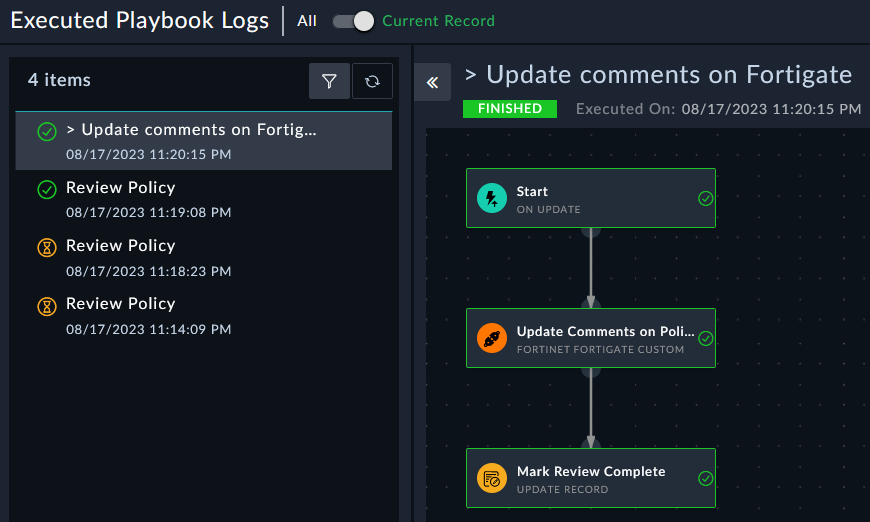 Executed Playbook Logs
All
Current Record
4 items
> Update comments on Fortig...
08/17/2023 11:20:15 PM
Review Policy
08/17/2023 11:19:08 PM
Review Policy
08/17/2023 11:18:23 PM
Review Policy
08/17/2023 11:14:09 PM
> Update comments on Fortigate
FINISHED
Executed On: 08/17/2023 11:20:15 PM
Start
ON UPDATE
Update Comments on Poli...
FORTINET FORTIGATE CUSTOM
Mark Review Complete
UPDATE RECORD